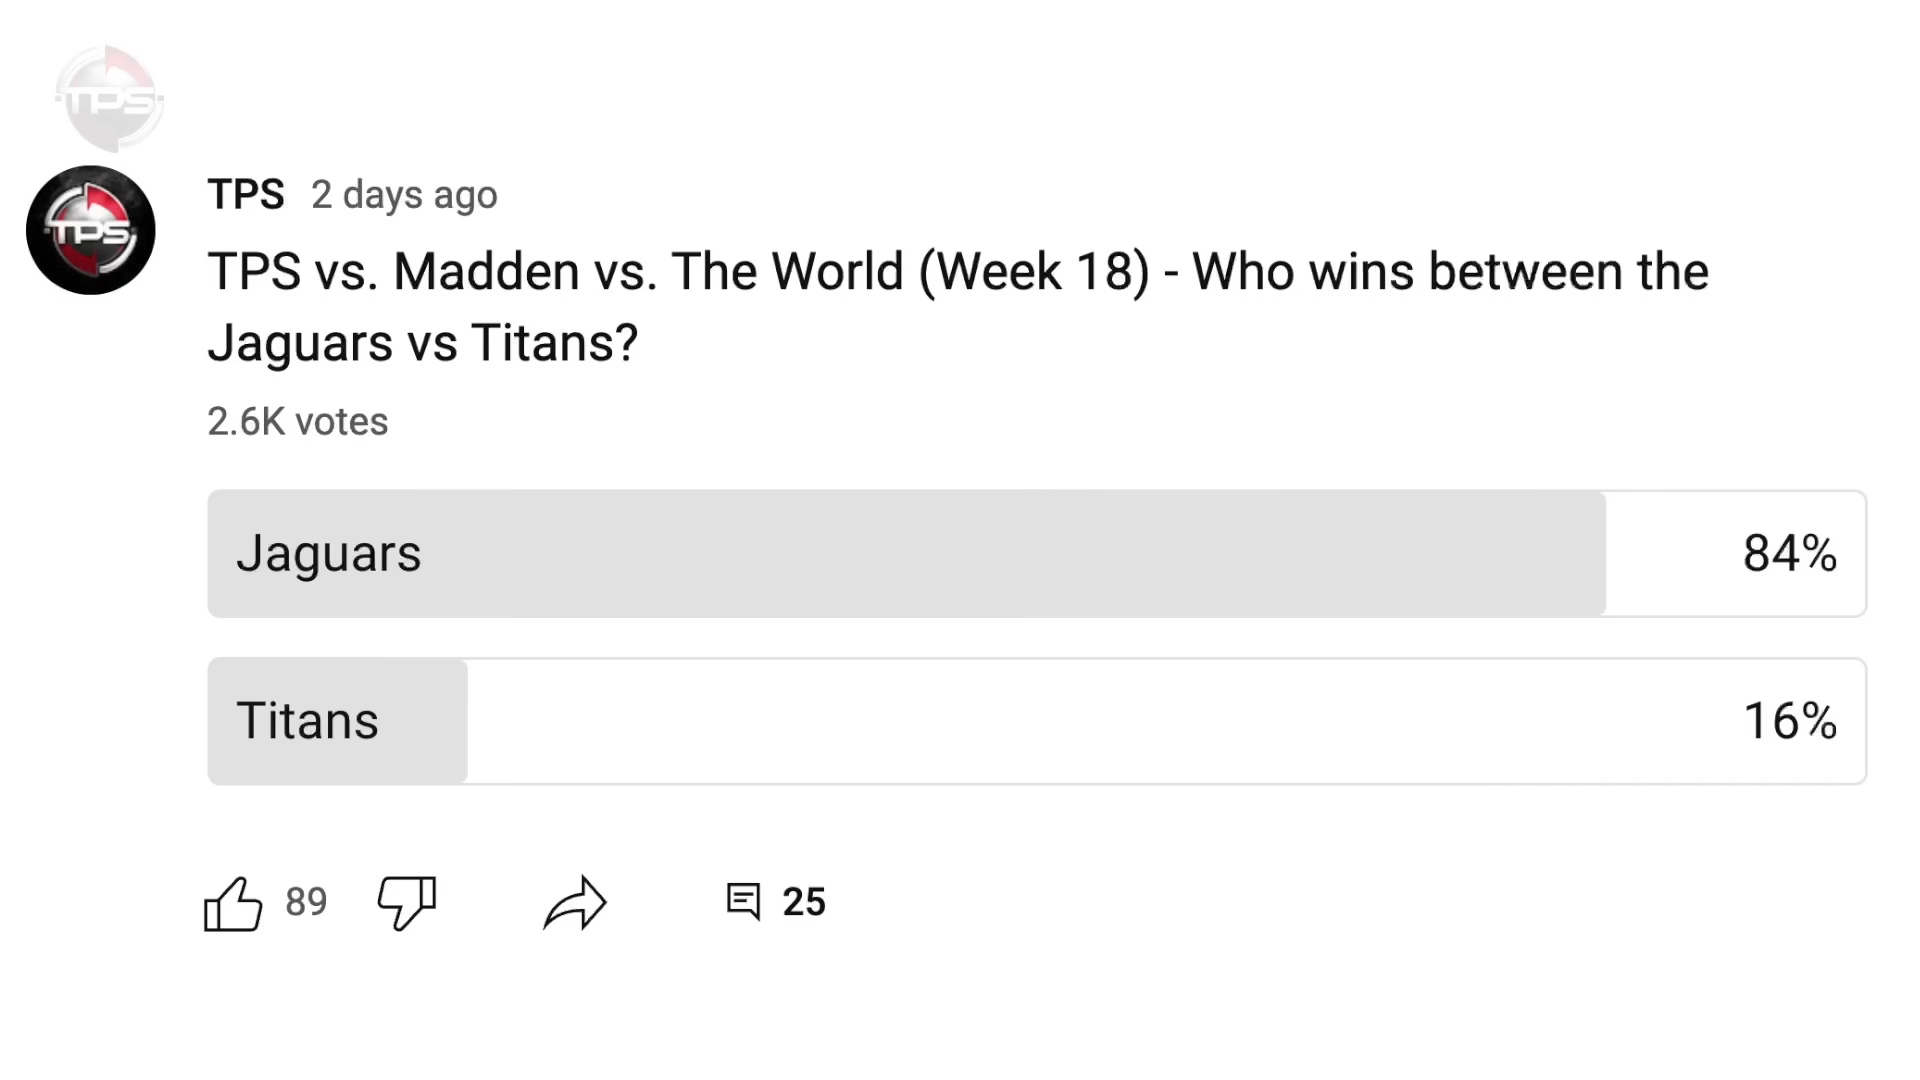 TPS
TPS
TPS 2 days ago
TPS vs. Madden vs. The World (Week 18) - Who wins between the
Jaguars vs Titans?
2.6K votes
Jaguars 84%
Titans 16%
89 25